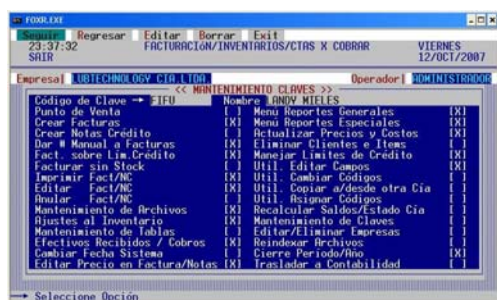 FOXR.EXE
Seguir Regresar Editar Borrar Exit
23:37:32 FACTURACIóN/INVENTARIOS/CTAS X COBRAR VIERNES
SAIR 12/OCT/2007
Empresa| LUBTECHNOLOGY CIA.LTDA. Operador| ADMINISTRADOR
<< MANTENIMIENTO CLAVES >>
Código de Clave → FIFU Nombre LANDY MIELES
Punto de Venta [ ] Menú Reportes Generales [X]
Crear Facturas [X] Menú Reportes Especiales [X]
Crear Notas Crédito [ ] Actualizar Precios y Costos [ ]
Dar # Manual a Facturas [X] Eliminar Clientes e Items [ ]
Fact. sobre Lim.Crédito [X] Manejar Limites de Crédito [X]
Facturar sin Stock [ ] Util. Editar Campos [X]
Imprimir Fact/NC [X] Util. Cambiar Códigos [ ]
Editar Fact/NC [X] Util. Copiar a/desde otra Cía [ ]
Anular Fact/NC [X] Util. Asignar Códigos [ ]
Mantenimiento de Archivos [X] Recalcular Saldos/Estado Cía [ ]
Ajustes al Inventario [X] Mantenimiento de Claves [ ]
Mantenimiento de Tablas [ ] Editar/Eliminar Empresas [ ]
Efectivos Recibidos / Cobros [X] Reindexar Archivos [ ]
Cambiar Fecha Sistema [ ] Cierre Periodo/Año [X]
Editar Precio en Factura/Notas [X] Trasladar a Contabilidad [ ]
→ Seleccione Opción